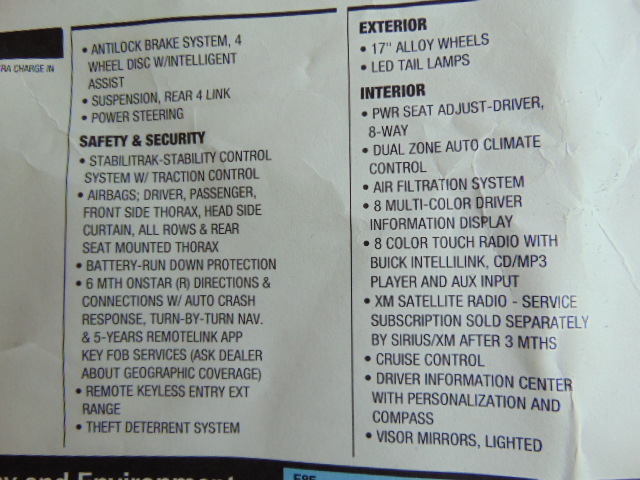 TRA CHARGE IN
• ANTILOCK BRAKE SYSTEM, 4
WHEEL DISC W/INTELLIGENT
ASSIST
• SUSPENSION, REAR 4 LINK
• POWER STEERING
SAFETY & SECURITY
• STABILITRAK-STABILITY CONTROL
SYSTEM W/ TRACTION CONTROL
• AIRBAGS; DRIVER, PASSENGER,
FRONT SIDE THORAX, HEAD SIDE
CURTAIN, ALL ROWS & REAR
SEAT MOUNTED THORAX
• BATTERY-RUN DOWN PROTECTION
• 6 MTH ONSTAR (R) DIRECTIONS &
CONNECTIONS W/ AUTO CRASH
RESPONSE, TURN-BY-TURN NAV.
& 5-YEARS REMOTELINK APP
KEY FOB SERVICES (ASK DEALER
ABOUT GEOGRAPHIC COVERAGE)
• REMOTE KEYLESS ENTRY EXT
RANGE
• THEFT DETERRENT SYSTEM
EXTERIOR
• 17" ALLOY WHEELS
• LED TAIL LAMPS
INTERIOR
• PWR SEAT ADJUST-DRIVER,
8-WAY
• DUAL ZONE AUTO CLIMATE
CONTROL
• AIR FILTRATION SYSTEM
• 8 MULTI-COLOR DRIVER
INFORMATION DISPLAY
• 8 COLOR TOUCH RADIO WITH
BUICK INTELLILINK, CD/MP3
PLAYER AND AUX INPUT
• XM SATELLITE RADIO - SERVICE
SUBSCRIPTION SOLD SEPARATELY
BY SIRIUS/XM AFTER 3 MTHS
• CRUISE CONTROL
• DRIVER INFORMATION CENTER
WITH PERSONALIZATION AND
COMPASS
• VISOR MIRRORS, LIGHTED
y and Environment
E85